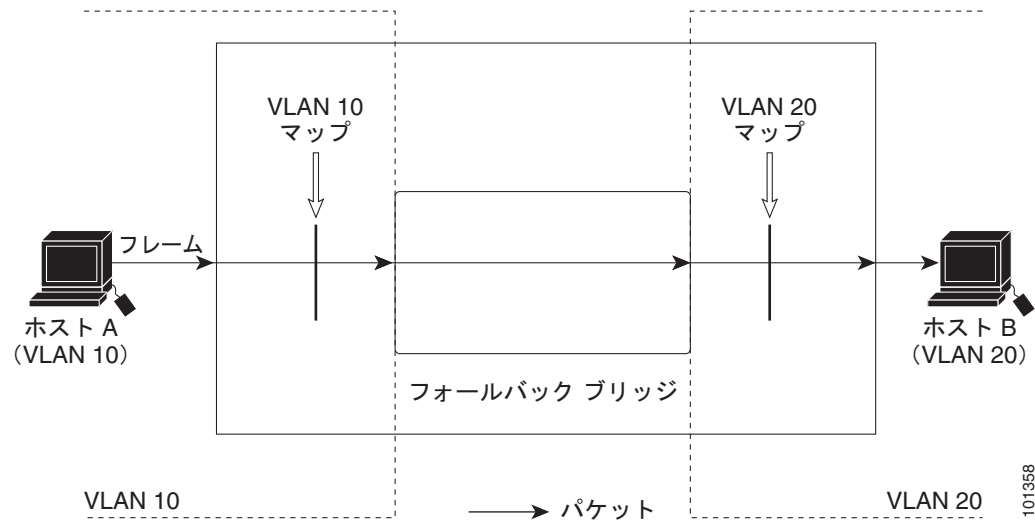 VLAN 10
マップ
VLAN 20
マップ
フレーム
ホスト A
（VLAN 10）
ホスト B
（VLAN 20）
フォールバック ブリッジ
VLAN 10
パケット
VLAN 20
101358